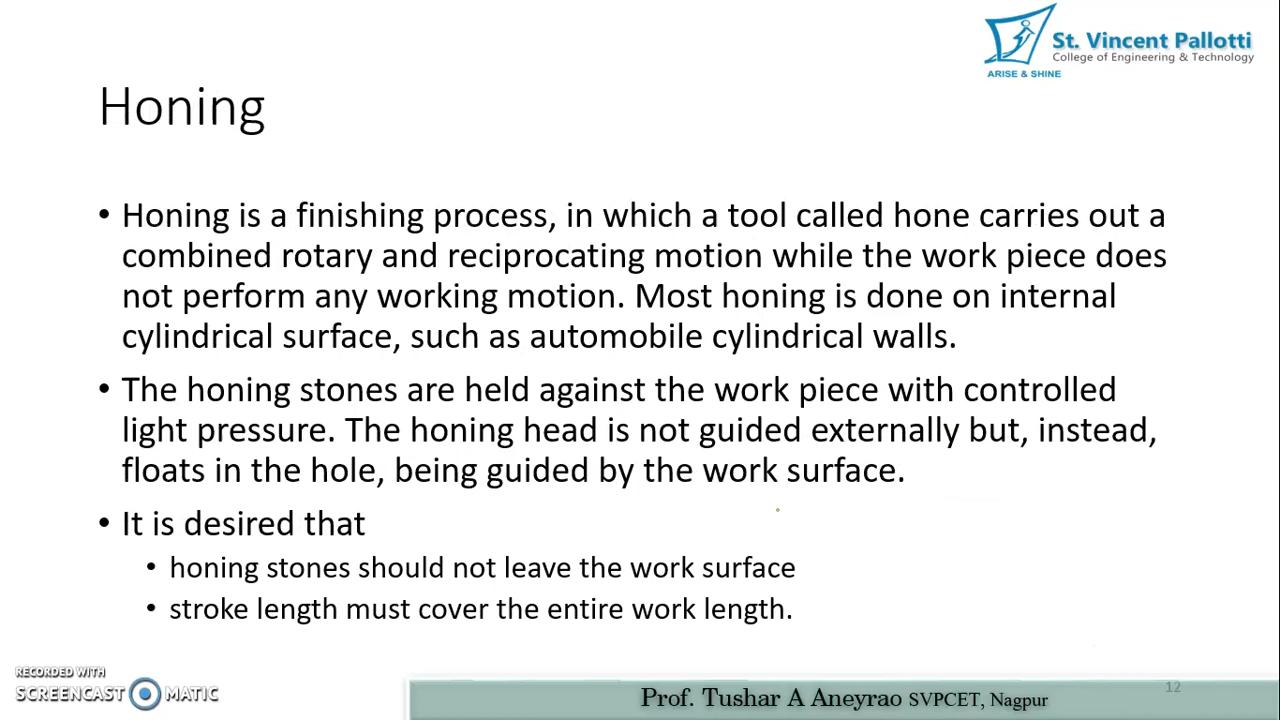 St. Vincent Pallotti
College of Engineering & Technology
ARISE & SHINE
Honing
• Honing is a finishing process, in which a tool called hone carries out a
combined rotary and reciprocating motion while the work piece does
not perform any working motion. Most honing is done on internal
cylindrical surface, such as automobile cylindrical walls.
• The honing stones are held against the work piece with controlled
light pressure. The honing head is not guided externally but, instead,
floats in the hole, being guided by the work surface.
• It is desired that
• honing stones should not leave the work surface
• stroke length must cover the entire work length.
RECORDED WITH
SCREENCAST MATIC
Prof. Tushar A Aneyrao SVPCET, Nagpur
12